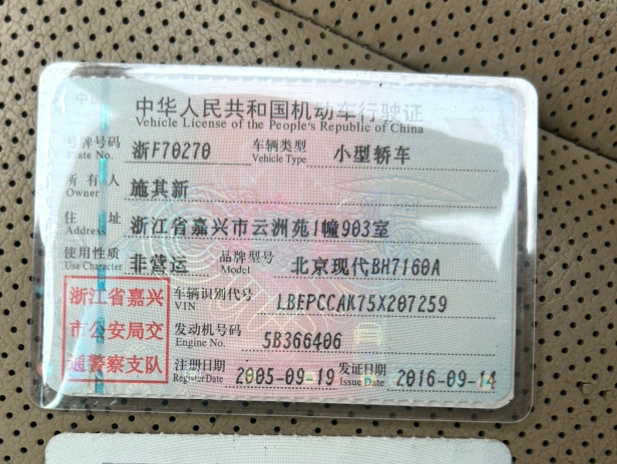 中华人民共和国机动车行驶证
Vehicle License of the People's Republic of China
号牌号码 浙F70270 车辆类型 小型轿车
Plate No. Vehicle Type
所有人 施其新
Owner
住址 浙江省嘉兴市云洲苑1幢903室
Address
使用性质 非营运 品牌型号 北京现代BH7160A
Use Character Model
浙江省嘉兴 车辆识别代号 LBEPCCAK75X207259
VIN
市公安局交 发动机号码 5B366406
Engine No.
通警察支队 注册日期 2005-09-19 发证日期 2016-09-14
Register Date Issue Date